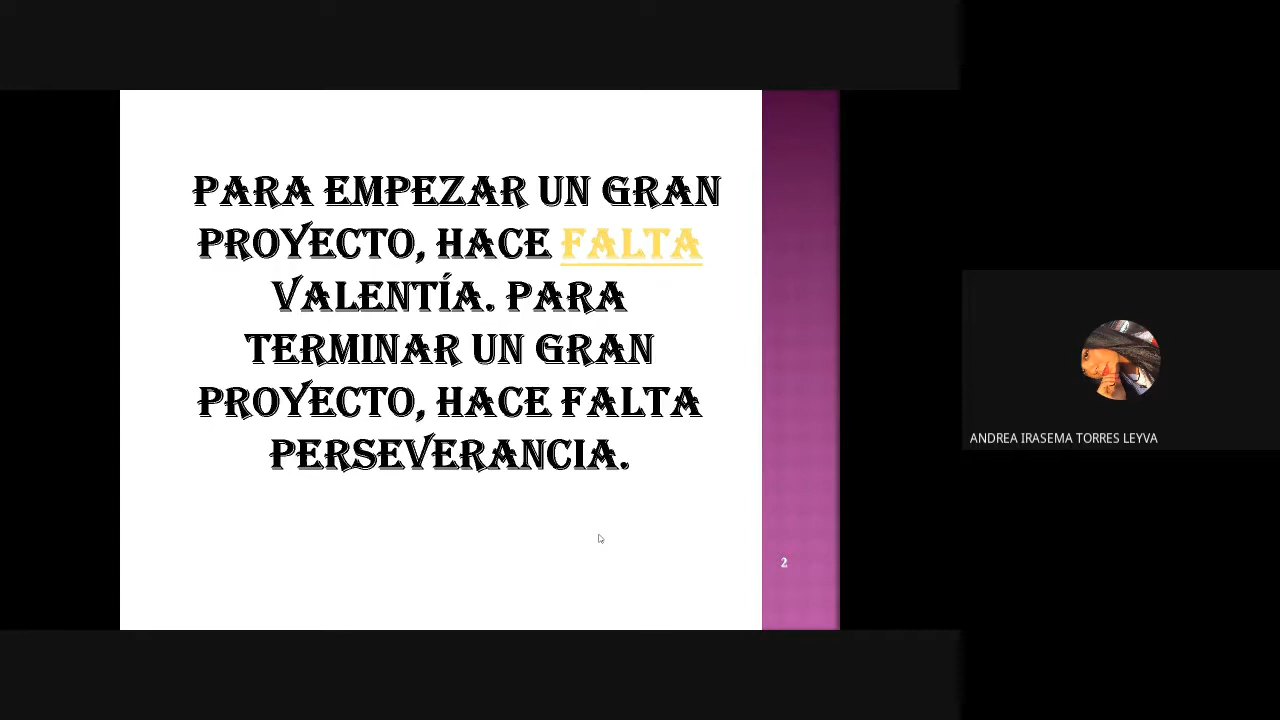 PARA EMPEZAR UN GRAN
PROYECTO, HACE FALTA
VALENTÍA. PARA
TERMINAR UN GRAN
PROYECTO, HACE FALTA
PERSEVERANCIA.
2
ANDREA IRASEMA TORRES LEYVA